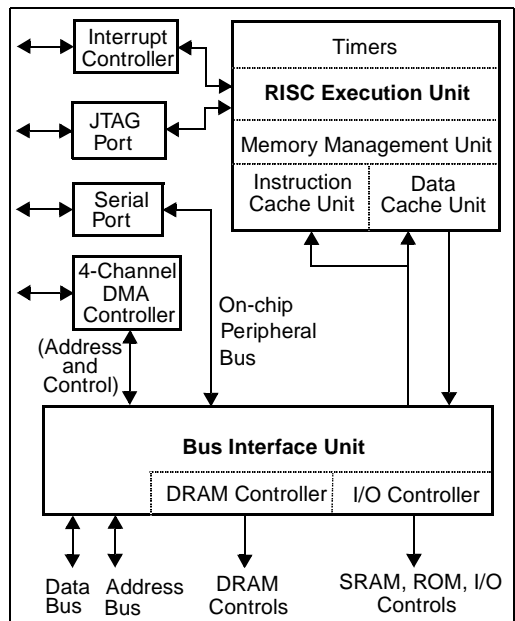 Interrupt
Controller
Timers
RISC Execution Unit
JTAG
Port
Memory Management Unit
Instruction
Cache Unit
Data
Cache Unit
Serial
Port
4-Channel
DMA
Controller
On-chip
Peripheral
Bus
(Address
and
Control)
Bus Interface Unit
DRAM Controller
I/O Controller
Data
Bus
Address
Bus
DRAM
Controls
SRAM, ROM, I/O
Controls